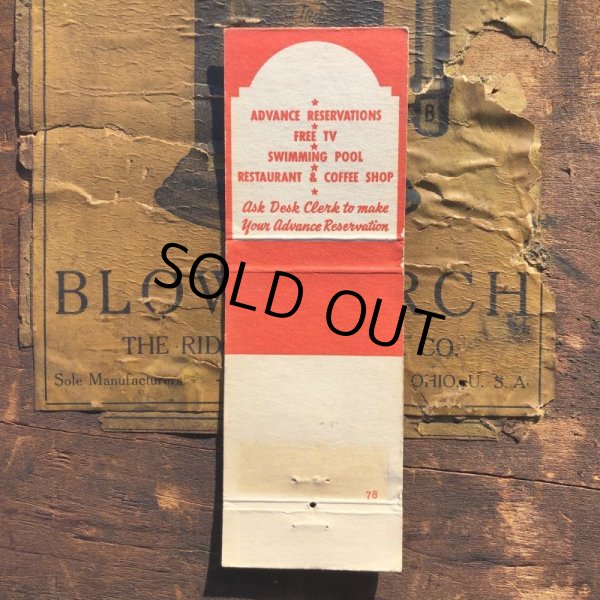 ADVANCE RESERVATIONS
FREE TV
SWIMMING POOL
RESTAURANT & COFFEE SHOP
Ask Desk Clerk to make
Your Advance Reservation
SOLD OUT
B
BLOW RCH
THE RID CO.
Sole Manufacturers OHIO, U. S. A
78